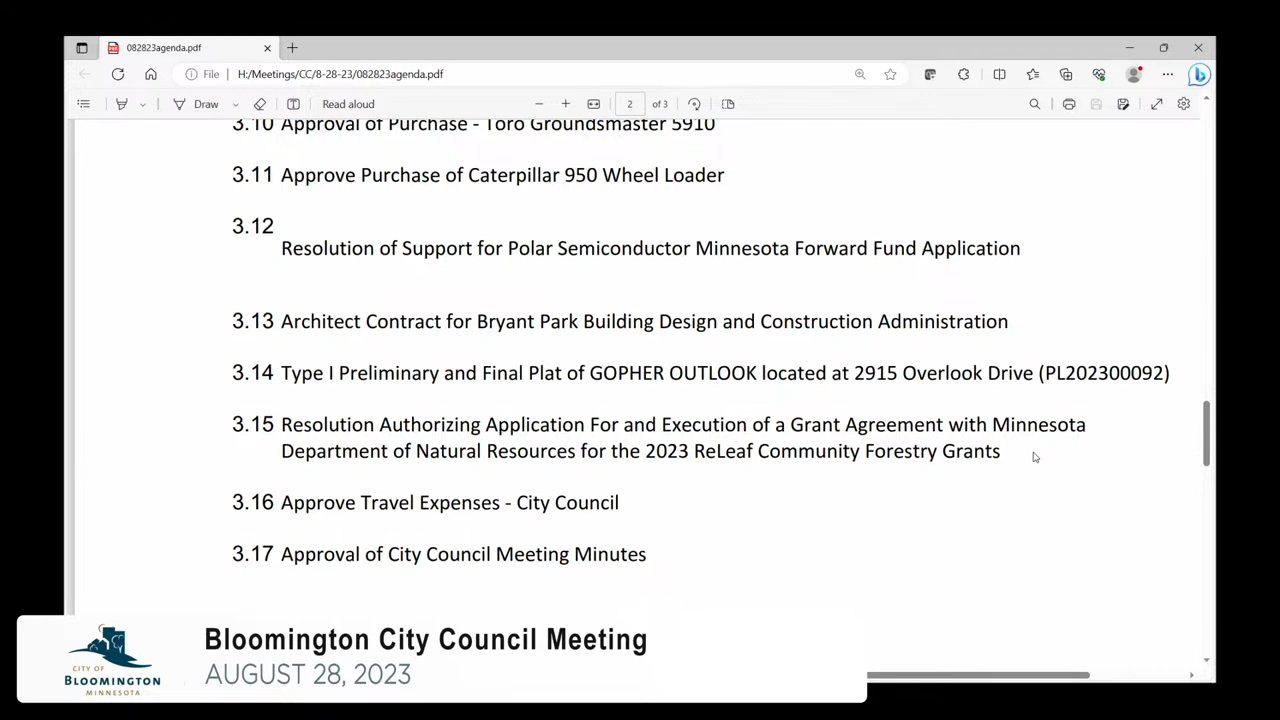 082823agenda.pdf
File H:/Meetings/CC/8-28-23/082823agenda.pdf
Draw Read aloud 2 of 3
3.10 Approval of Purchase - Toro Groundsmaster 5910
3.11 Approve Purchase of Caterpillar 950 Wheel Loader
3.12
Resolution of Support for Polar Semiconductor Minnesota Forward Fund Application
3.13 Architect Contract for Bryant Park Building Design and Construction Administration
3.14 Type I Preliminary and Final Plat of GOPHER OUTLOOK located at 2915 Overlook Drive (PL202300092)
3.15 Resolution Authorizing Application For and Execution of a Grant Agreement with Minnesota
Department of Natural Resources for the 2023 ReLeaf Community Forestry Grants
3.16 Approve Travel Expenses - City Council
3.17 Approval of City Council Meeting Minutes
Bloomington City Council Meeting
AUGUST 28, 2023
CITY OF
BLOOMINGTON
MINNESOTA